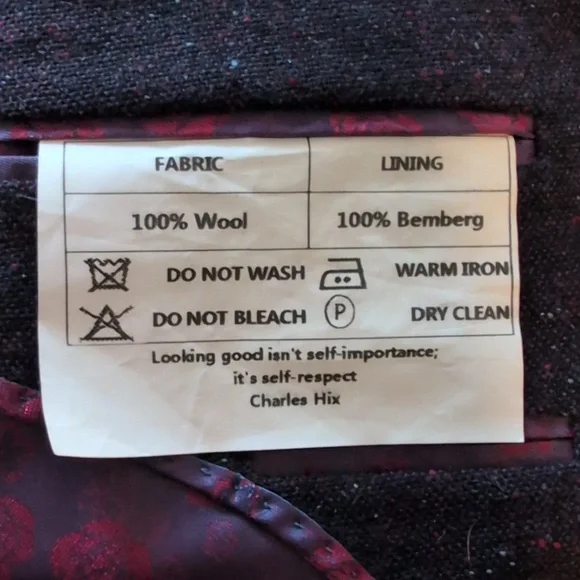 FABRIC LINING
100% Wool 100% Bemberg
DO NOT WASH WARM IRON
DO NOT BLEACH P DRY CLEAN
Looking good isn't self-importance;
it's self-respect
Charles Hix